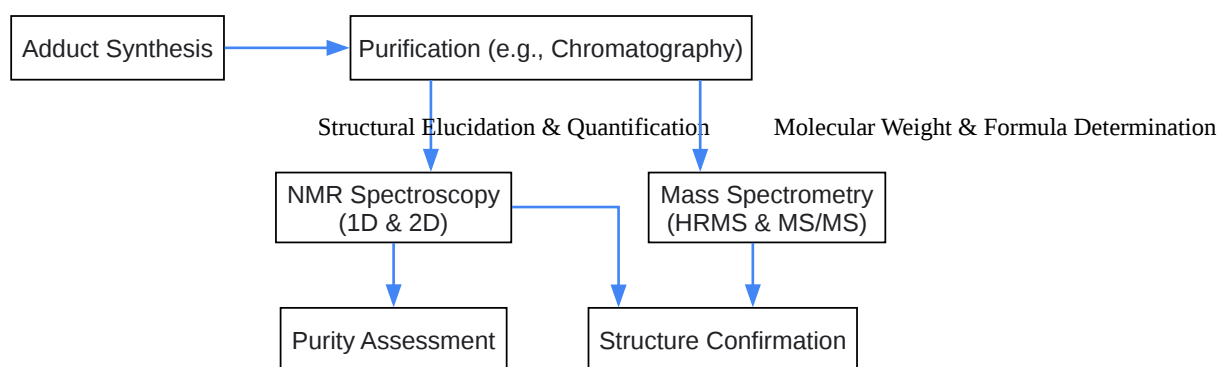 Adduct Synthesis
Purification (e.g., Chromatography)
Structural Elucidation & Quantification
Molecular Weight & Formula Determination
NMR Spectroscopy
(1D & 2D)
Mass Spectrometry
(HRMS & MS/MS)
Purity Assessment
Structure Confirmation